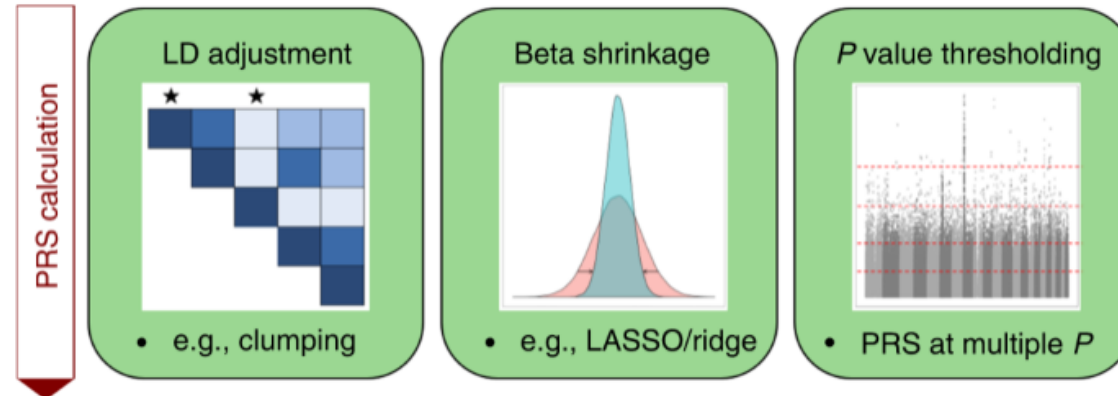 PRS calculation
LD adjustment
• e.g., clumping
Beta shrinkage
• e.g., LASSO/ridge
P value thresholding
• PRS at multiple P